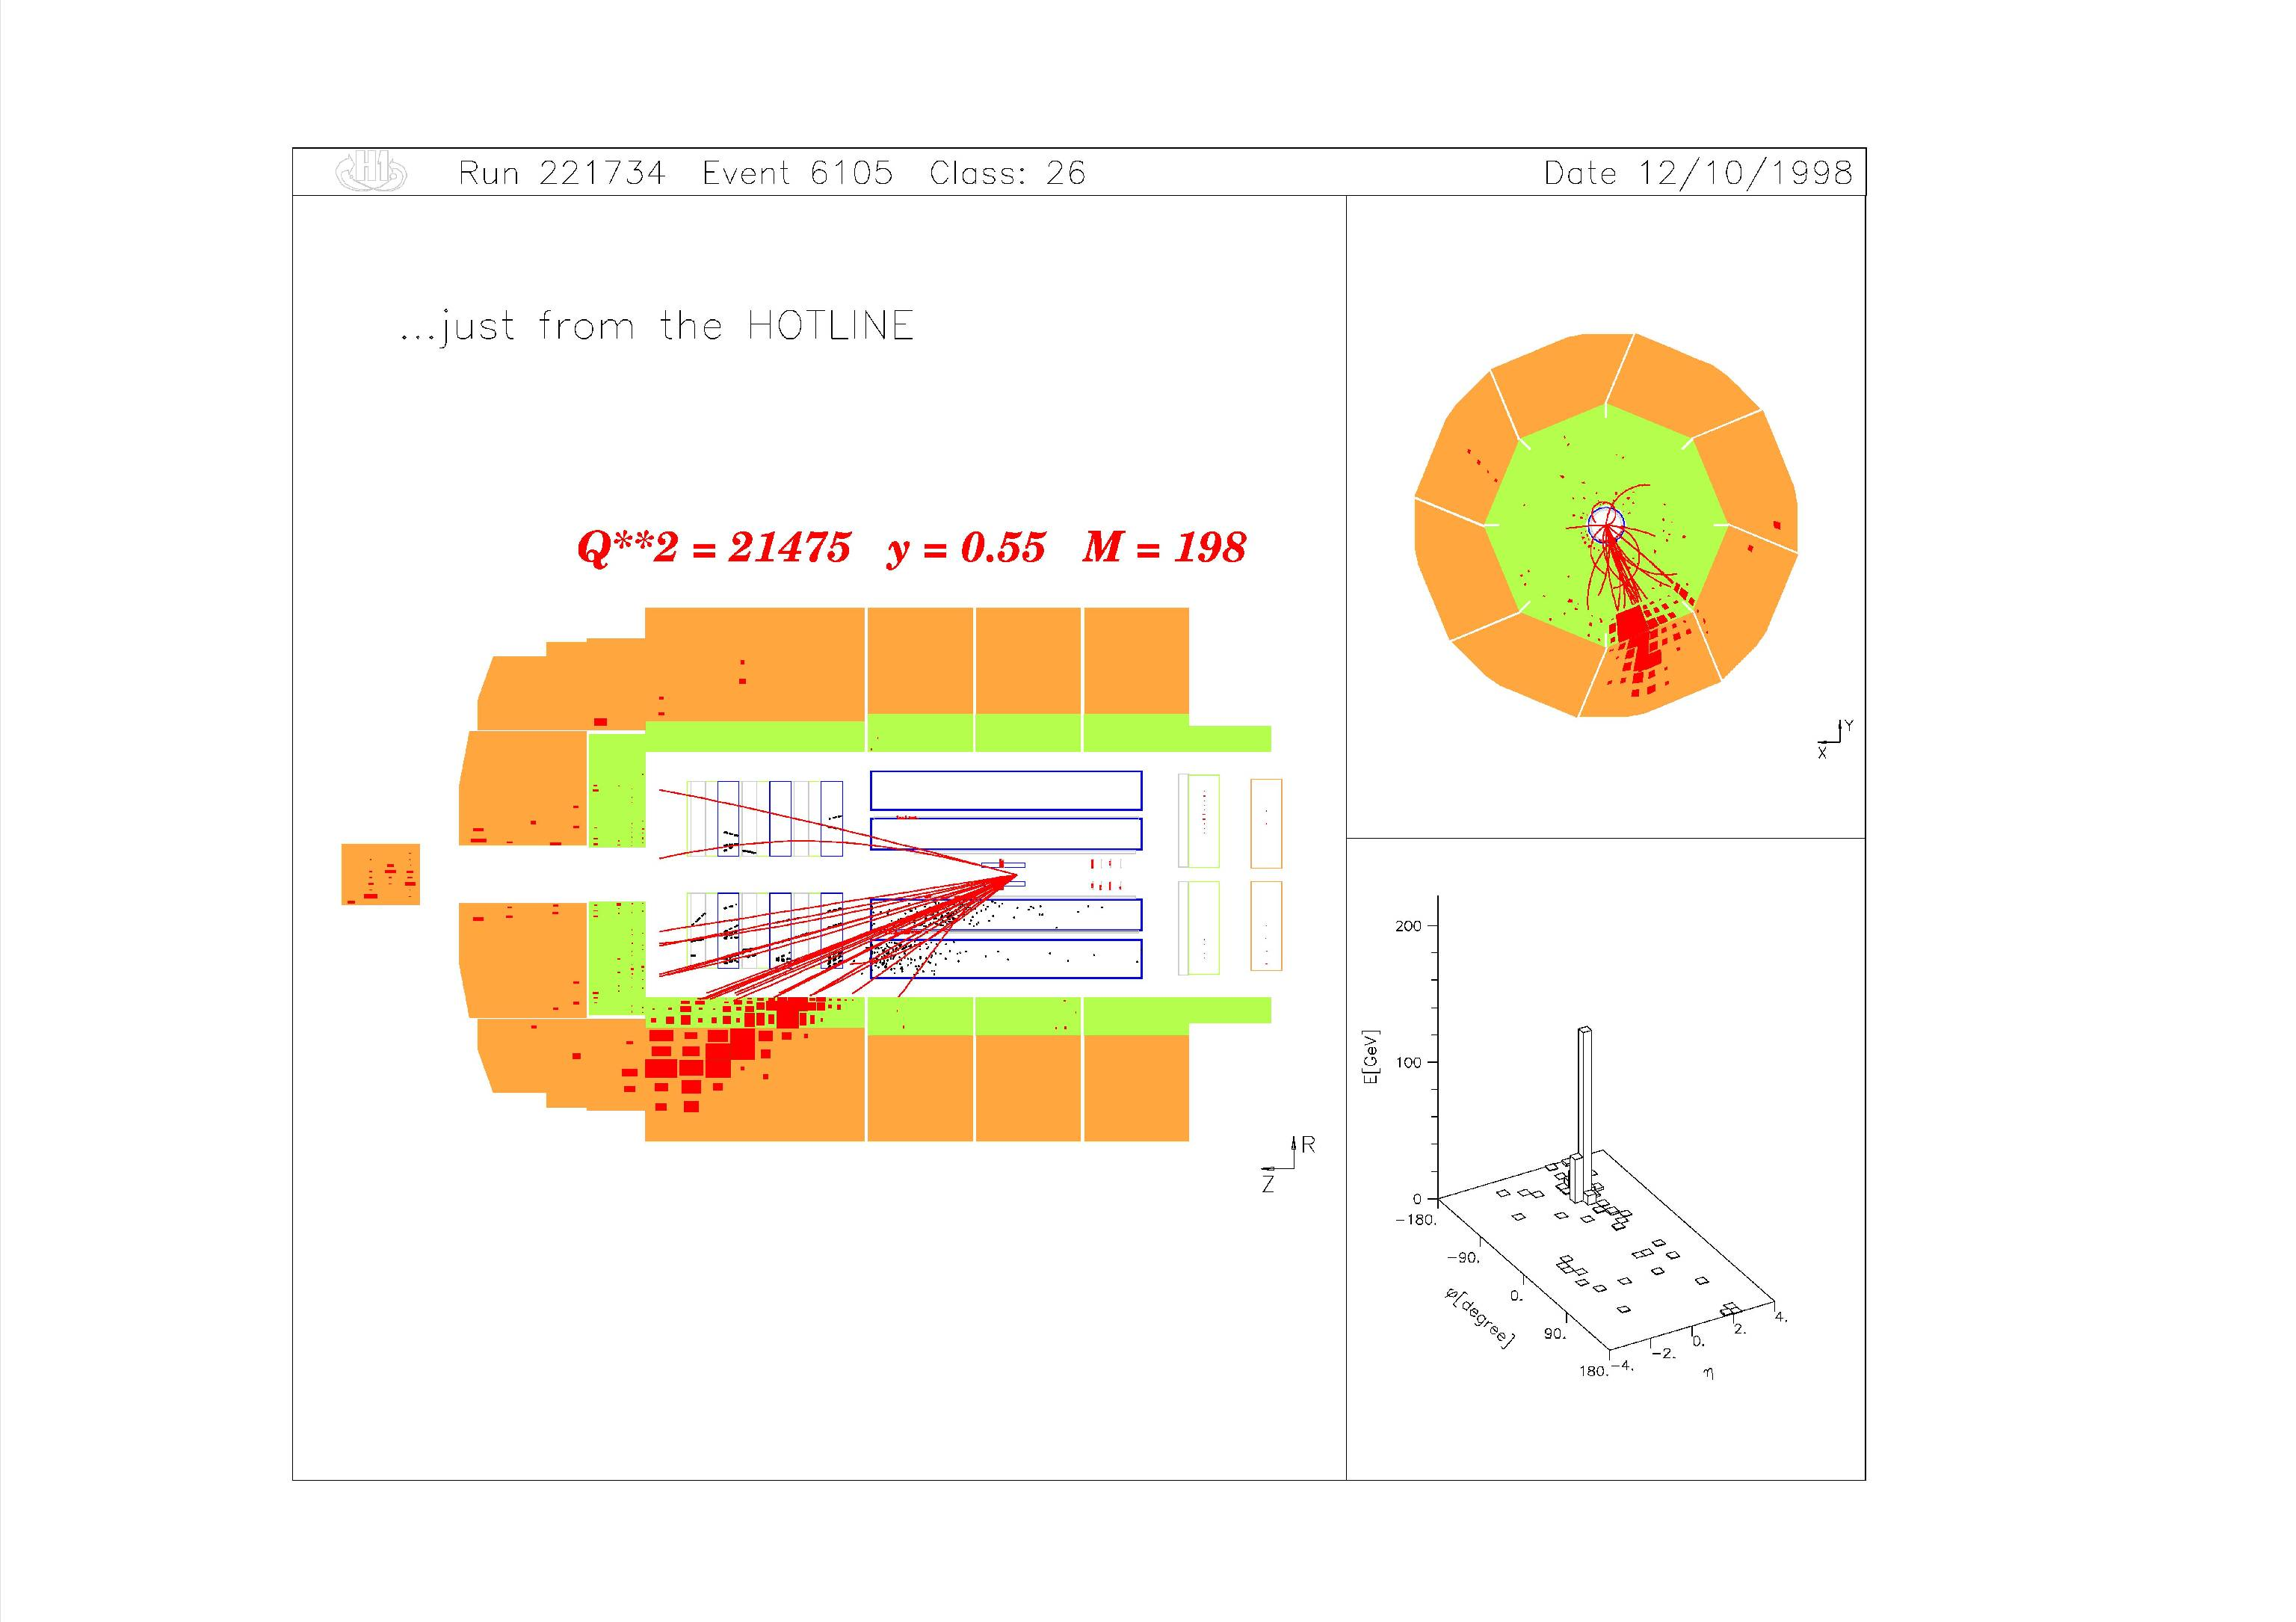 H1 Run 221734 Event 6105 Class: 26 Date 12/10/1998
...just from the HOTLINE
Q**2 = 21475 y = 0.55 M = 198
R
Z
Y
X
E[GeV]
200
100
0
-180.
-90.
0.
90.
180.
φ[degree]
-4.
-2.
0.
2.
4.
η